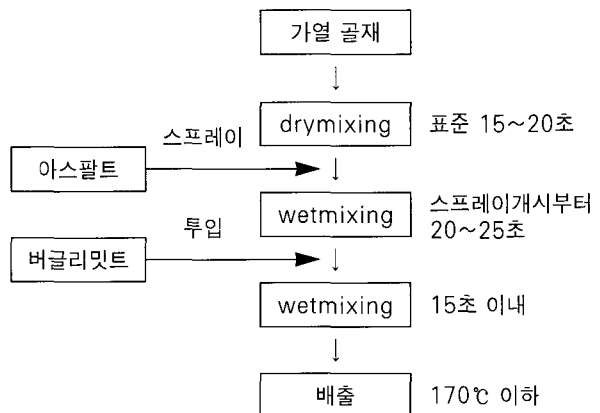 가열 골재
drymixing 표준 15~20초
스프레이
아스팔트
wetmixing 스프레이개시부터
20~25초
투입
버글리밋트
wetmixing 15초 이내
배출 170℃ 이하